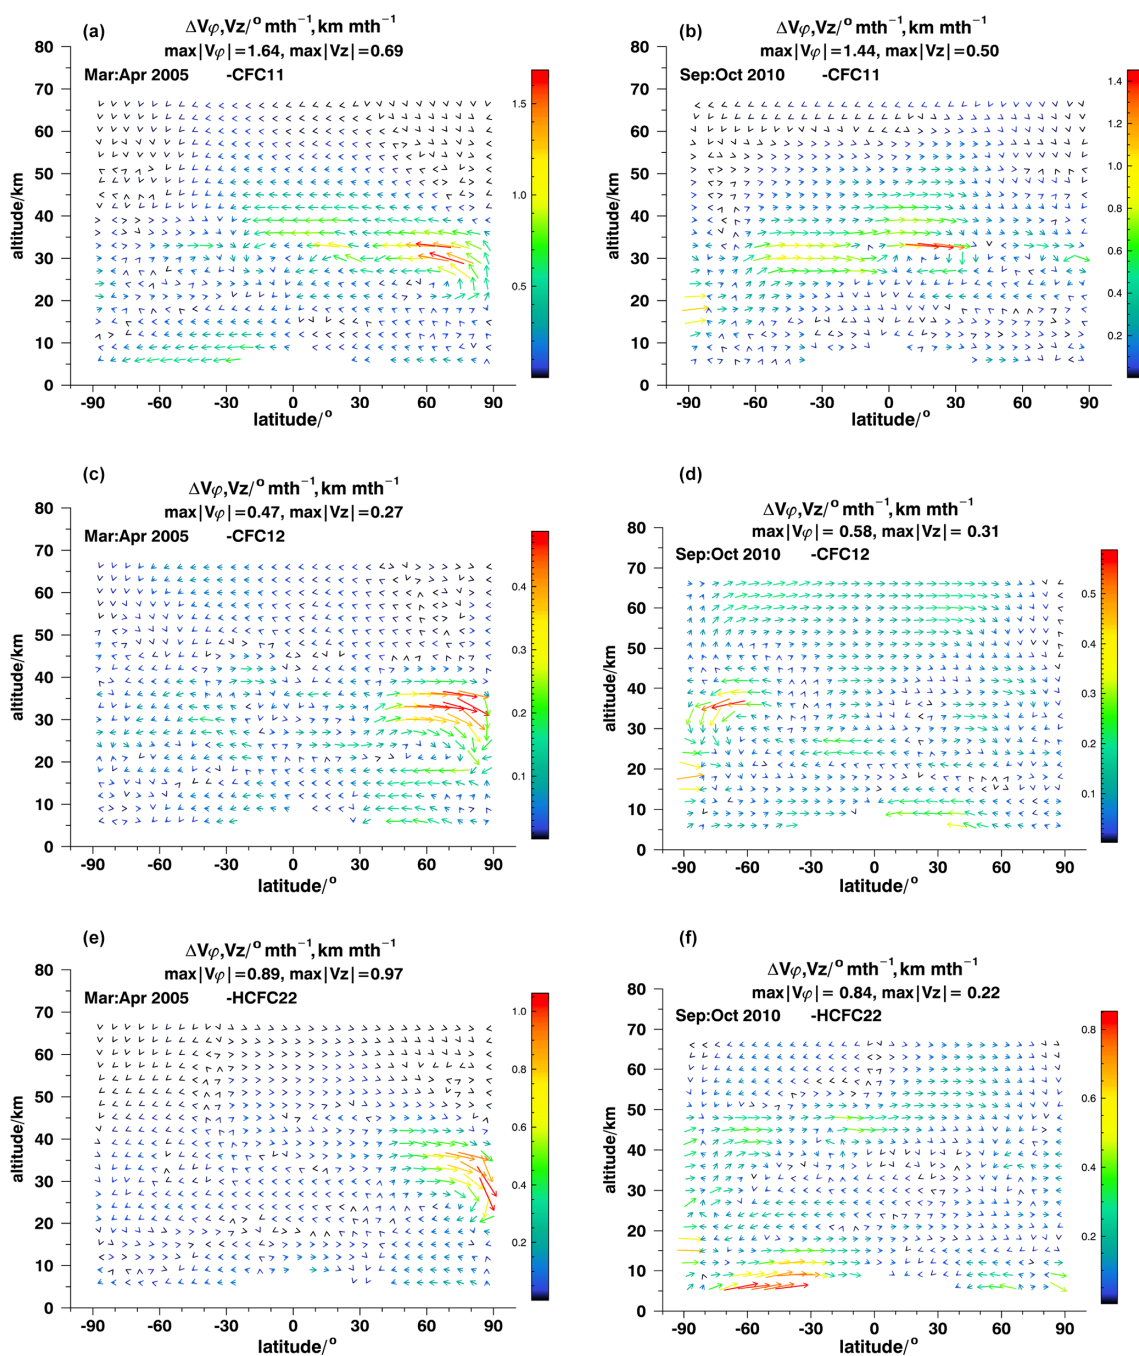 (a)
ΔVφ,Vz/° mth⁻¹, km mth⁻¹
max|Vφ|=1.64, max|Vz|=0.69
Mar:Apr 2005 -CFC11
80
70
60
50
40
30
20
10
0
altitude/km
-90 -60 -30 0 30 60 90
latitude/°
1.5
1.0
0.5
(b)
ΔVφ,Vz/° mth⁻¹, km mth⁻¹
max|Vφ|=1.44, max|Vz|=0.50
Sep:Oct 2010 -CFC11
80
70
60
50
40
30
20
10
0
altitude/km
-90 -60 -30 0 30 60 90
latitude/°
1.4
1.2
1.0
0.8
0.6
0.4
0.2
(c)
ΔVφ,Vz/° mth⁻¹, km mth⁻¹
max|Vφ|=0.47, max|Vz|=0.27
Mar:Apr 2005 -CFC12
80
70
60
50
40
30
20
10
0
altitude/km
-90 -60 -30 0 30 60 90
latitude/°
0.4
0.3
0.2
0.1
(d)
ΔVφ,Vz/° mth⁻¹, km mth⁻¹
max|Vφ|= 0.58, max|Vz|= 0.31
Sep:Oct 2010 -CFC12
80
70
60
50
40
30
20
10
0
altitude/km
-90 -60 -30 0 30 60 90
latitude/°
0.5
0.4
0.3
0.2
0.1
(e)
ΔVφ,Vz/° mth⁻¹, km mth⁻¹
max|Vφ|=0.89, max|Vz|=0.97
Mar:Apr 2005 -HCFC22
80
70
60
50
40
30
20
10
0
altitude/km
-90 -60 -30 0 30 60 90
latitude/°
1.0
0.8
0.6
0.4
0.2
(f)
ΔVφ,Vz/° mth⁻¹, km mth⁻¹
max|Vφ|= 0.84, max|Vz|= 0.22
Sep:Oct 2010 -HCFC22
80
70
60
50
40
30
20
10
0
altitude/km
-90 -60 -30 0 30 60 90
latitude/°
0.8
0.6
0.4
0.2